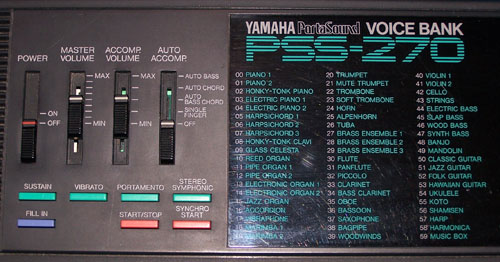 POWER
ON
OFF
MASTER VOLUME
MAX
MIN
ACCOMP. VOLUME
MAX
MIN
AUTO ACCOMP.
AUTO BASS
AUTO CHORD
AUTO BASS CHORD
SINGLE FINGER
OFF
SUSTAIN
VIBRATO
PORTAMENTO
STEREO SYMPHONIC
FILL IN
START/STOP
SYNCHRO START
YAMAHA PortaSound VOICE BANK
PSS-270
00 PIANO 1
01 PIANO 2
02 HONKY-TONK PIANO
03 ELECTRIC PIANO 1
04 ELECTRIC PIANO 2
05 HARPSICHORD 1
06 HARPSICHORD 2
07 HARPSICHORD 3
08 HONKY-TONK CLAVI
09 GLASS CELESTA
10 REED ORGAN
11 PIPE ORGAN 1
12 PIPE ORGAN 2
13 ELECTRONIC ORGAN 1
14 ELECTRONIC ORGAN 2
15 JAZZ ORGAN
16 ACCORDION
17 VIBRAPHONE
18 MARIMBA 1
19 MARIMBA 2
20 TRUMPET
21 MUTE TRUMPET
22 TROMBONE
23 SOFT TROMBONE
24 HORN
25 ALPENHORN
26 TUBA
27 BRASS ENSEMBLE 1
28 BRASS ENSEMBLE 2
29 BRASS ENSEMBLE 3
30 FLUTE
31 PANFLUTE
32 PICCOLO
33 CLARINET
34 BASS CLARINET
35 OBOE
36 BASSOON
37 SAXOPHONE
38 BAGPIPE
39 WOODWINDS
40 VIOLIN 1
41 VIOLIN 2
42 CELLO
43 STRINGS
44 ELECTRIC BASS
45 SLAP BASS
46 WOOD BASS
47 SYNTH BASS
48 BANJO
49 MANDOLIN
50 CLASSIC GUITAR
51 JAZZ GUITAR
52 FOLK GUITAR
53 HAWAIIAN GUITAR
54 UKULELE
55 KOTO
56 SHAMISEN
57 HARP
58 HARMONICA
59 MUSIC BOX